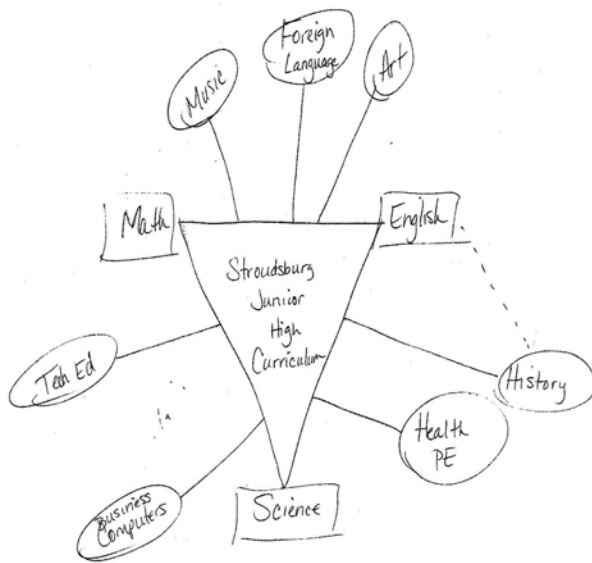 Foreign
Language
Music
Art
Math
English
Stroudsburg
Junior
High
Curriculum
Tech Ed
History
Health
PE
Business
Computers
Science